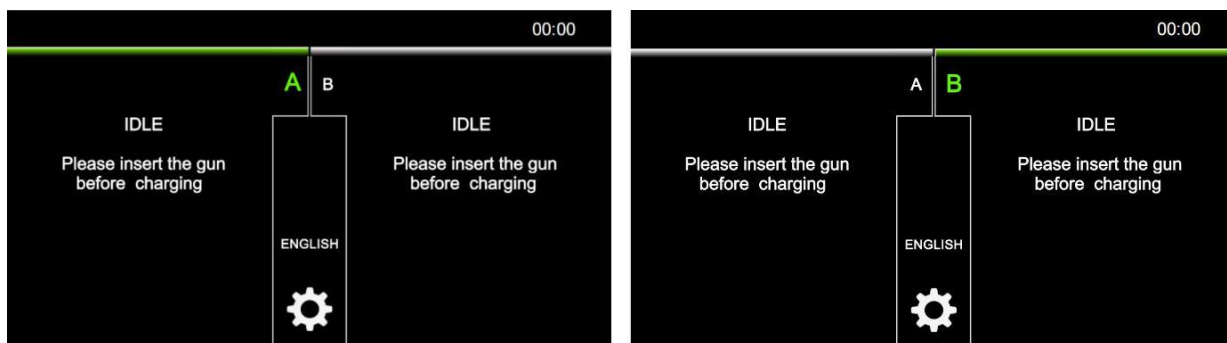 00:00
A B
IDLE
Please insert the gun
before charging
IDLE
Please insert the gun
before charging
ENGLISH
00:00
A B
IDLE
Please insert the gun
before charging
IDLE
Please insert the gun
before charging
ENGLISH